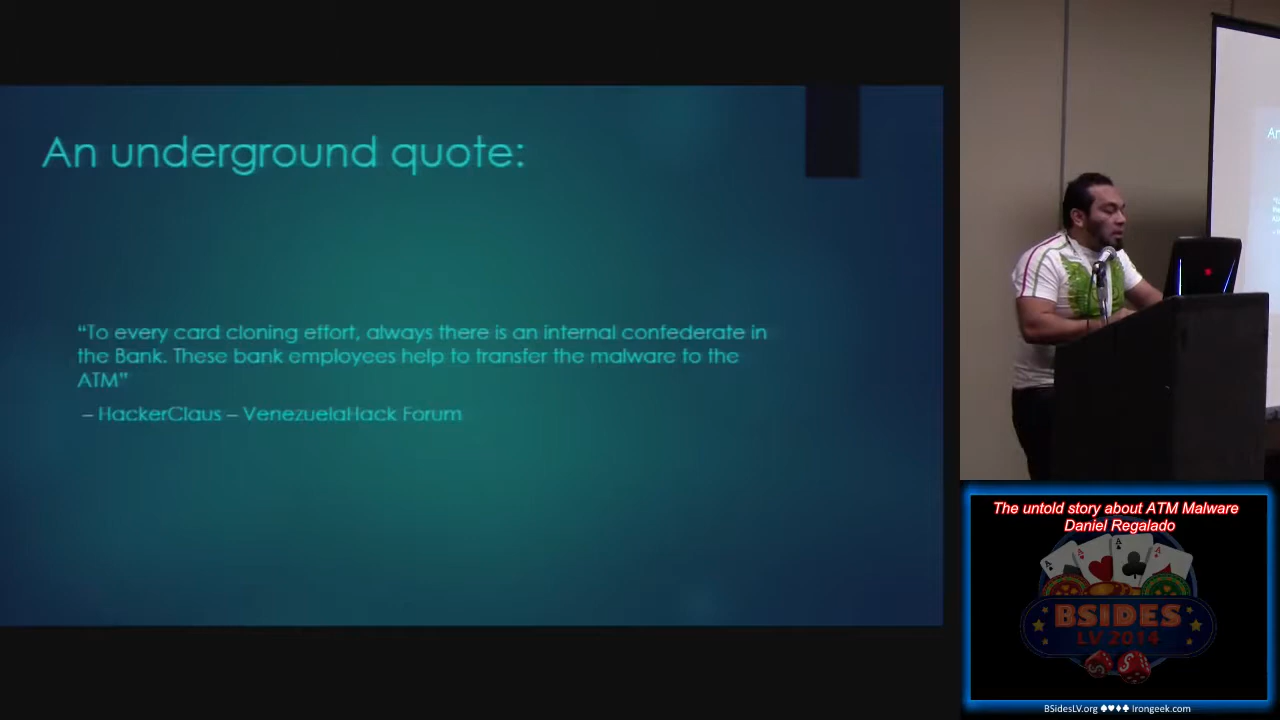 An underground quote:
“To every card cloning effort, always there is an internal confederate in
the Bank. These bank employees help to transfer the malware to the
ATM”
– HackerClaus – VenezuelaHack Forum
An
The untold story about ATM Malware
Daniel Regalado
BSIDES
LV 2014
BSidesLV.org ♠♥♦♣ Irongeek.com